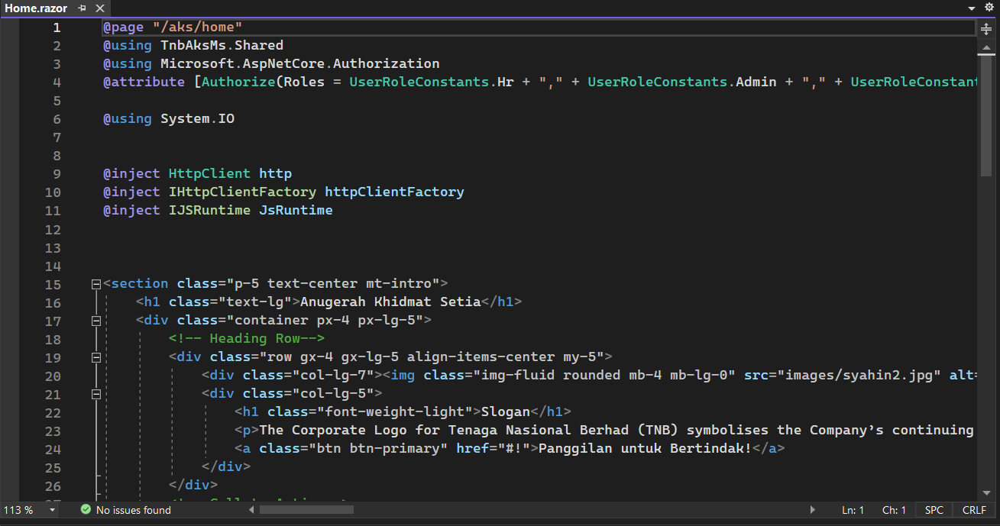 Home.razor
1 @page "/aks/home"
2 @using TnbAksMs.Shared
3 @using Microsoft.AspNetCore.Authorization
4 @attribute [Authorize(Roles = UserRoleConstants.Hr + "," + UserRoleConstants.Admin + "," + UserRoleConstant
5
6 @using System.IO
7
8
9 @inject HttpClient http
10 @inject IHttpClientFactory httpClientFactory
11 @inject IJSRuntime JsRuntime
12
13
14
15 <section class="p-5 text-center mt-intro">
16 <h1 class="text-lg">Anugerah Khidmat Setia</h1>
17 <div class="container px-4 px-lg-5">
18 <!-- Heading Row-->
19 <div class="row gx-4 gx-lg-5 align-items-center my-5">
20 <div class="col-lg-7"><img class="img-fluid rounded mb-4 mb-lg-0" src="images/syahin2.jpg" alt=
21 <div class="col-lg-5">
22 <h1 class="font-weight-light">Slogan</h1>
23 <p>The Corporate Logo for Tenaga Nasional Berhad (TNB) symbolises the Company’s continuing
24 <a class="btn btn-primary" href="#!">Panggilan untuk Bertindak!</a>
25 </div>
26 </div>
113 % No issues found Ln: 1 Ch: 1 SPC CRLF